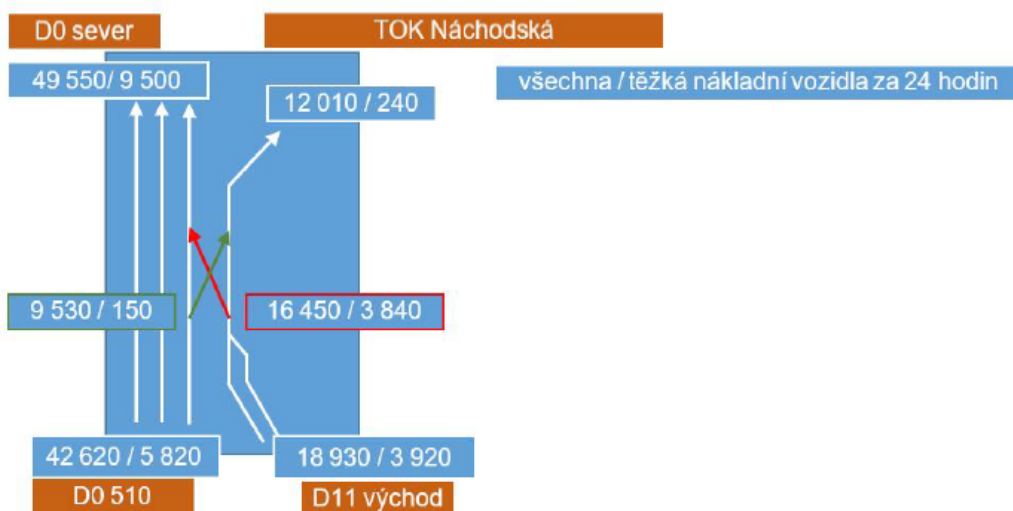 D0 sever
TOK Náchodská
49 550/ 9 500
všechna / těžká nákladní vozidla za 24 hodin
12 010 / 240
9 530 / 150
16 450 / 3 840
42 620 / 5 820
18 930 / 3 920
D0 510
D11 východ